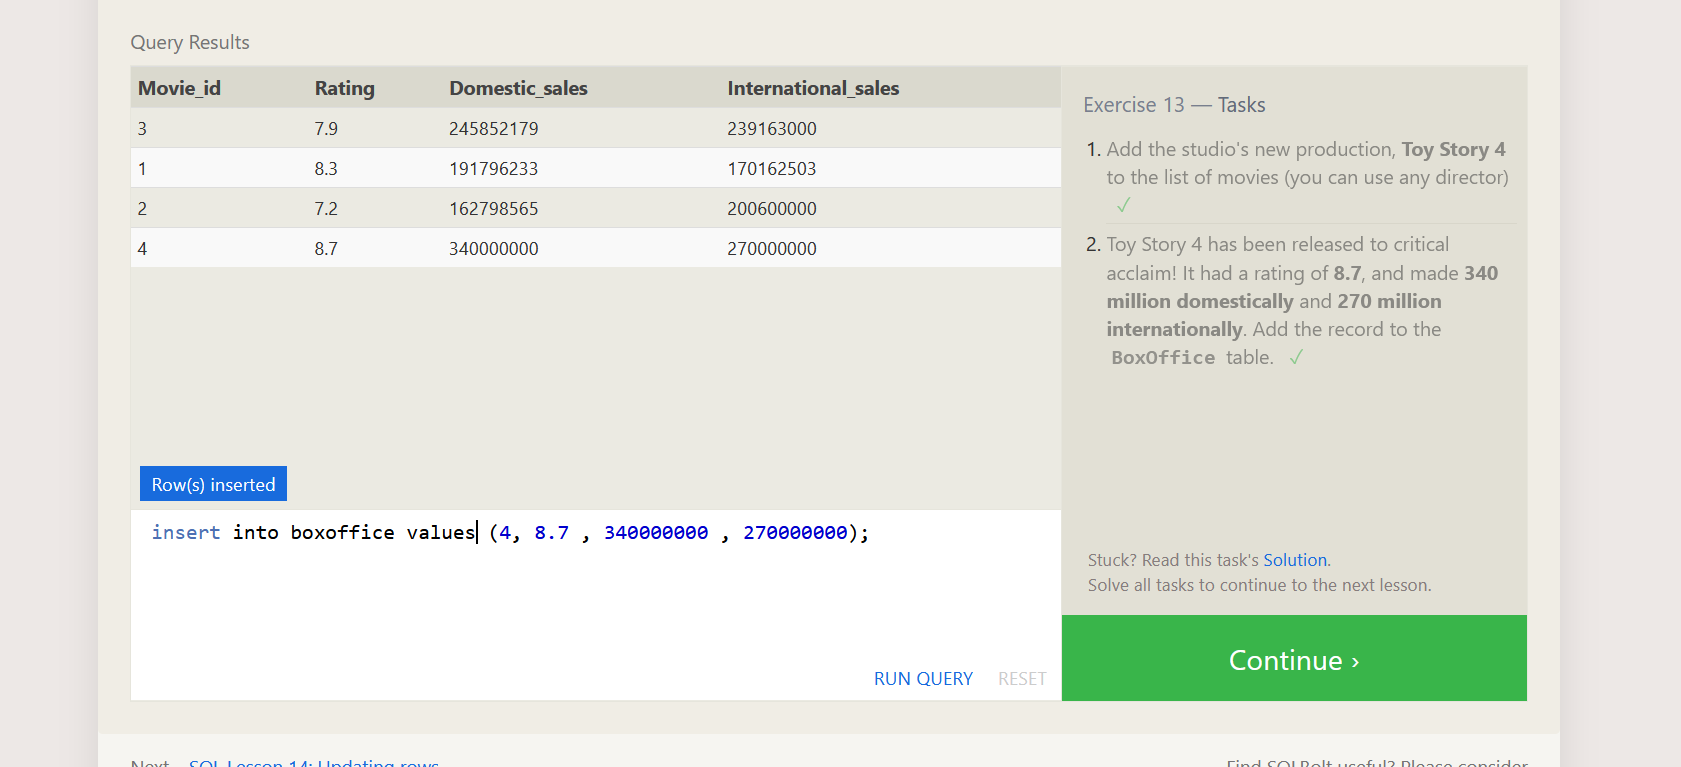 Query Results
Movie_id Rating Domestic_sales International_sales
3 7.9 245852179 239163000
1 8.3 191796233 170162503
2 7.2 162798565 200600000
4 8.7 340000000 270000000
Row(s) inserted
insert into boxoffice values (4, 8.7 , 340000000 , 270000000);
RUN QUERY RESET
Exercise 13 — Tasks
1. Add the studio's new production, Toy Story 4
to the list of movies (you can use any director)
✓
2. Toy Story 4 has been released to critical
acclaim! It had a rating of 8.7, and made 340
million domestically and 270 million
internationally. Add the record to the
BoxOffice table. ✓
Stuck? Read this task's Solution.
Solve all tasks to continue to the next lesson.
Continue ›
Next – SQL Lesson 14: Updating rows
Find SQLBolt useful? Please consider